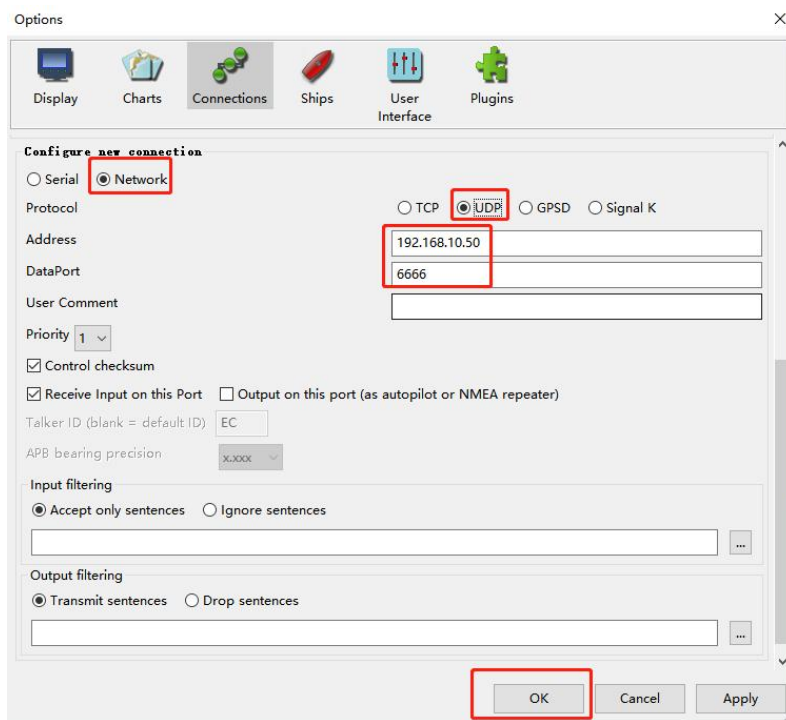 Options
Display Charts Connections Ships User Interface Plugins
Configure new connection
Serial Network
Protocol TCP UDP GPSD Signal K
Address 192.168.10.50
DataPort 6666
User Comment
Priority 1
Control checksum
Receive Input on this Port Output on this port (as autopilot or NMEA repeater)
Talker ID (blank = default ID) EC
APB bearing precision x.xxx
Input filtering
Accept only sentences Ignore sentences
...
Output filtering
Transmit sentences Drop sentences
...
OK Cancel Apply